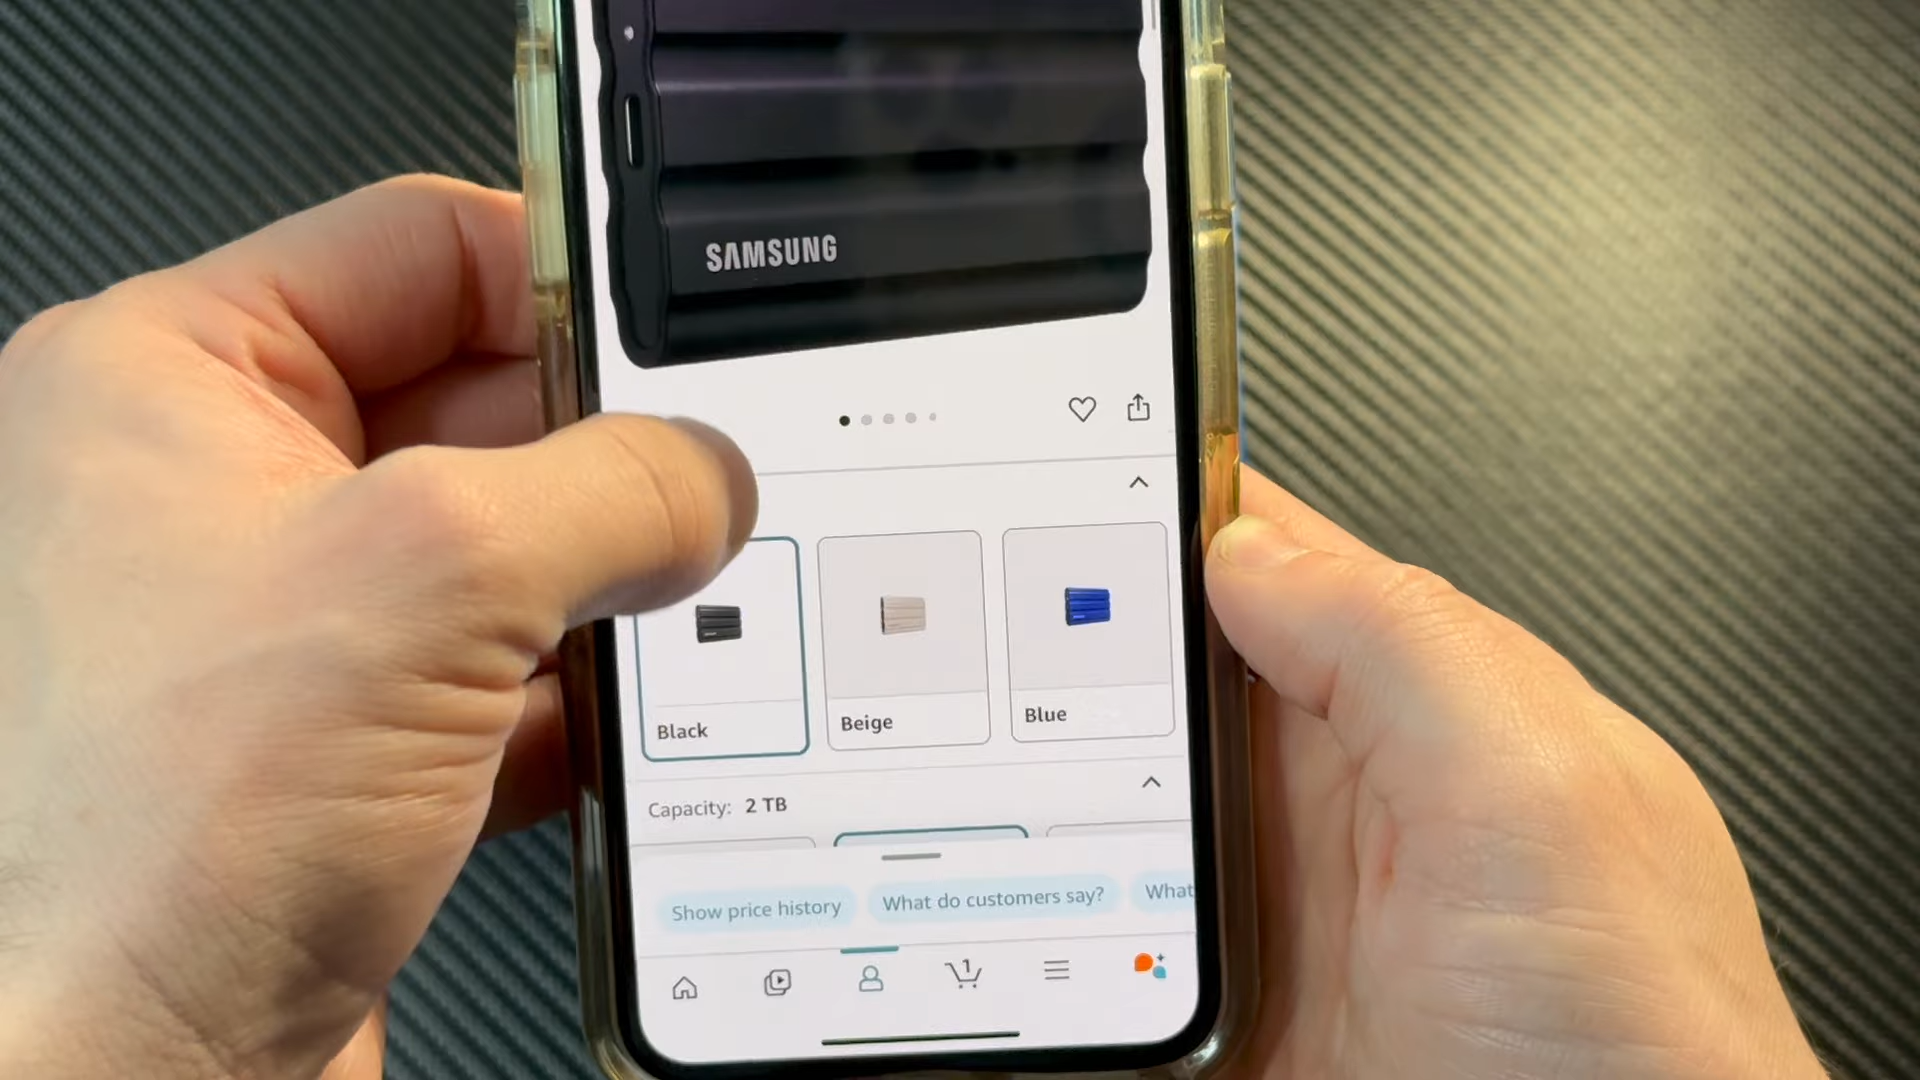 SAMSUNG
Black
Beige
Blue
Capacity: 2 TB
Show price history
What do customers say?
What
1